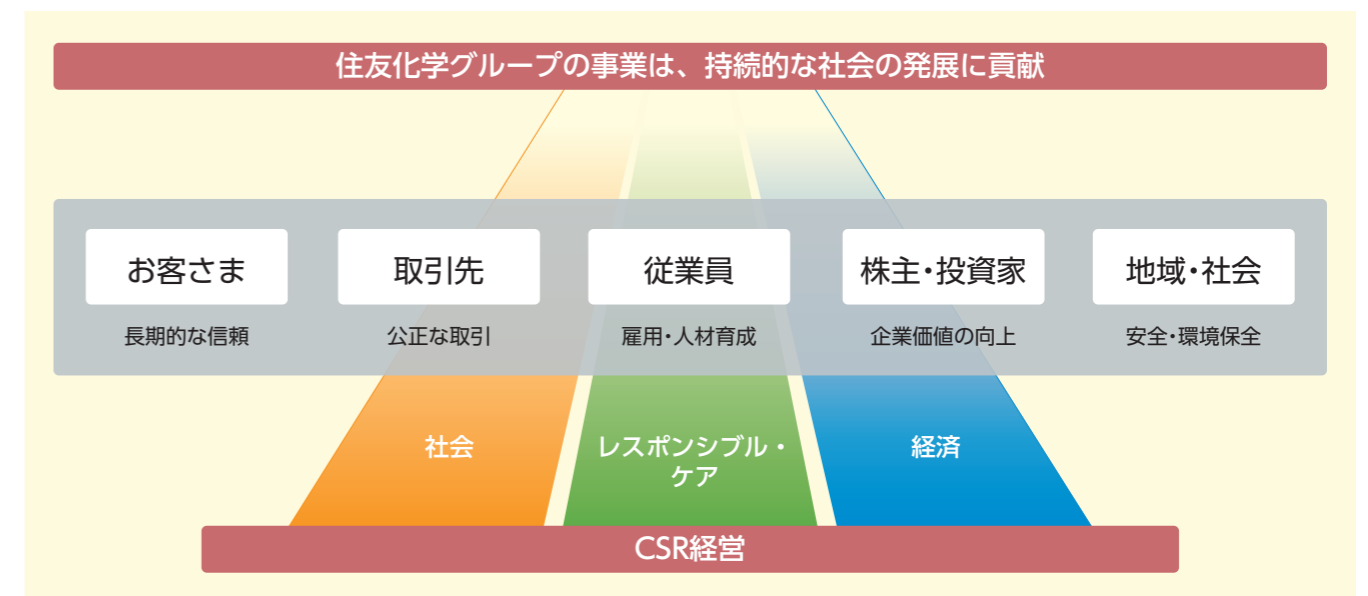 住友化学グループの事業は、持続的な社会の発展に貢献
お客さま
取引先
従業員
株主・投資家
地域・社会
長期的な信頼
公正な取引
雇用・人材育成
企業価値の向上
安全・環境保全
社会
レスポンシブル・
ケア
経済
CSR経営